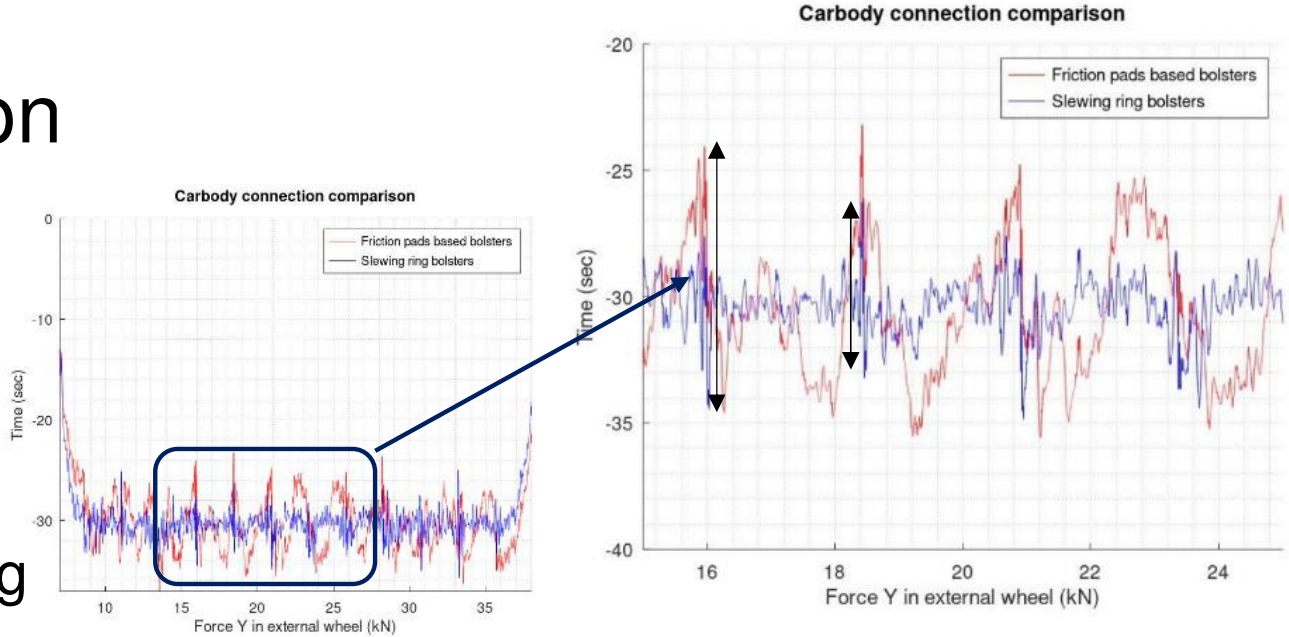 on
g
Carbody connection comparison
Friction pads based bolsters
Slewing ring bolsters
0
-10
-20
-30
Time (sec)
10 15 20 25 30 35
Force Y in external wheel (kN)
Carbody connection comparison
Friction pads based bolsters
Slewing ring bolsters
-20
-25
-30
-35
-40
Time (sec)
16 18 20 22 24
Force Y in external wheel (kN)